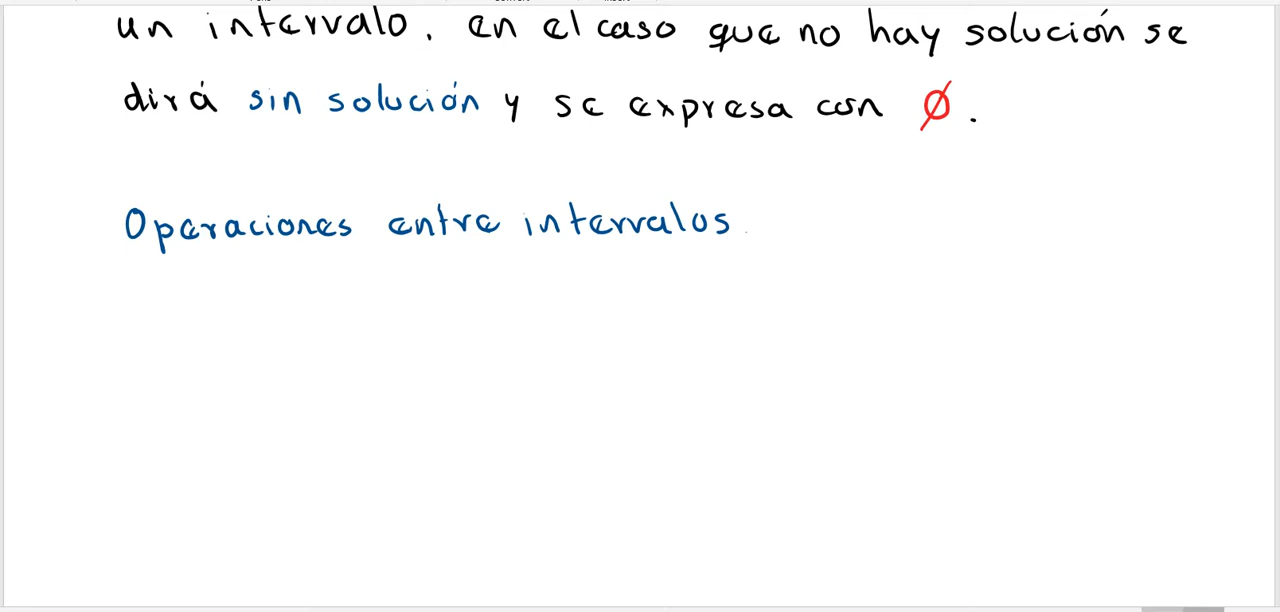 un intervalo. en el caso que no hay solución se
dirá sin solución y se expresa con ∅.
Operaciones entre intervalos